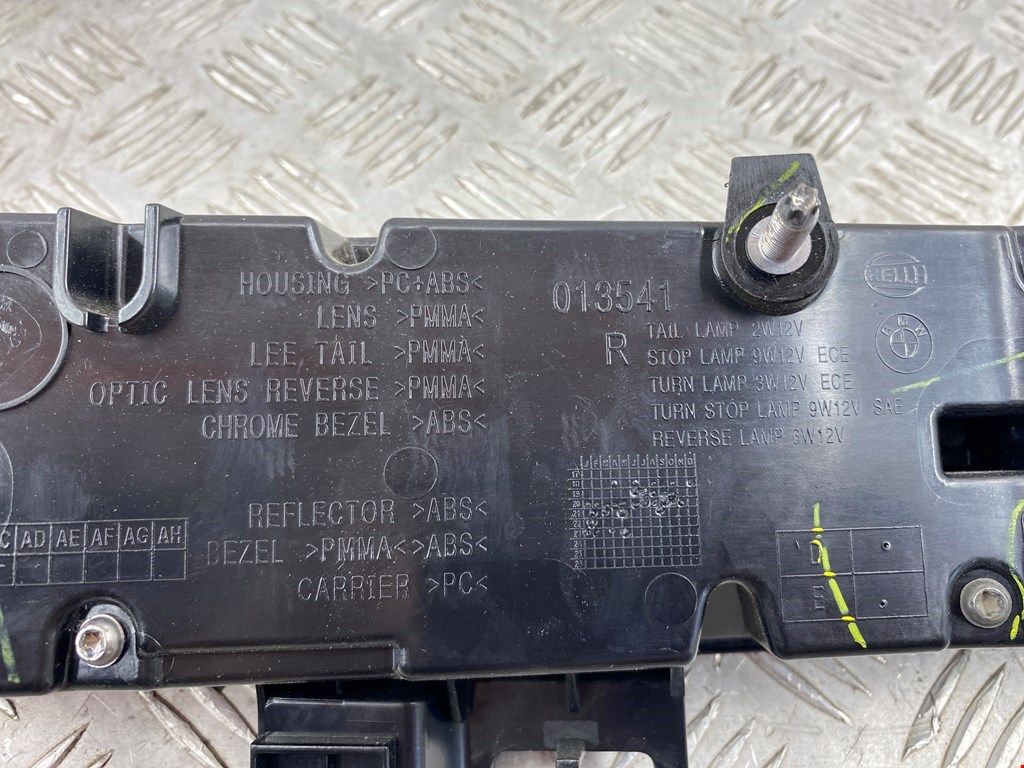 HOUSING >PC+ABS<
LENS >PMMA<
LEE TAIL >PMMA<
OPTIC LENS REVERSE >PMMA<
CHROME BEZEL >ABS<
REFLECTOR >ABS<
BEZEL >PMMA<>ABS<
CARRIER >PC<
AD AE AF AG AH
013541
R
TAIL LAMP 2W12V
STOP LAMP 9W12V ECE
TURN LAMP 3W12V ECE
TURN STOP LAMP 9W12V SAE
REVERSE LAMP 6W12V
HELLA
BMW
J F M A M J J A S O N D